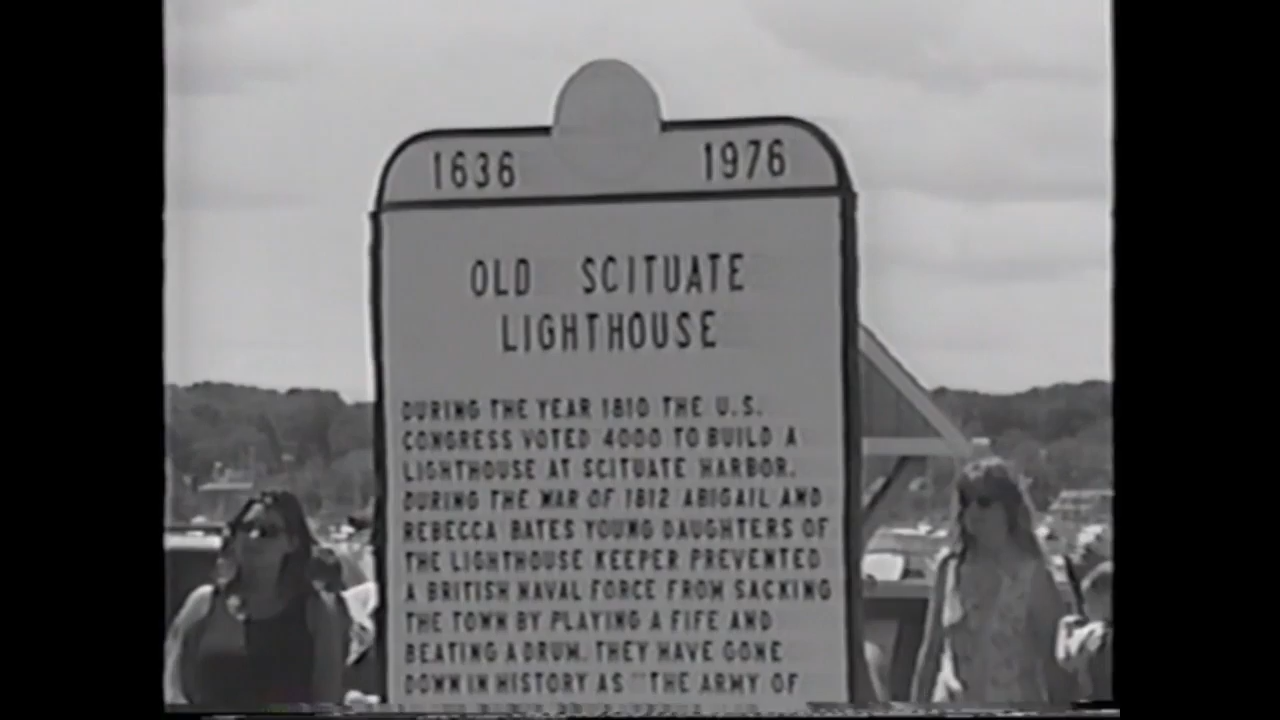 1636 1976
OLD SCITUATE
LIGHTHOUSE
DURING THE YEAR 1810 THE U.S.
CONGRESS VOTED 4000 TO BUILD A
LIGHTHOUSE AT SCITUATE HARBOR.
DURING THE WAR OF 1812 ABIGAIL AND
REBECCA BATES YOUNG DAUGHTERS OF
THE LIGHTHOUSE KEEPER PREVENTED
A BRITISH NAVAL FORCE FROM SACKING
THE TOWN BY PLAYING A FIFE AND
BEATING A DRUM. THEY HAVE GONE
DOWN IN HISTORY AS "THE ARMY OF